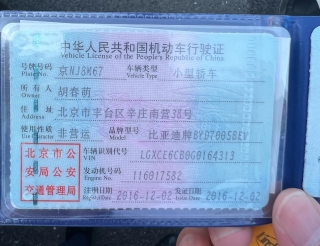 中华人民共和国机动车行驶证
Vehicle License of the People's Republic of China
号牌号码 京NJ8M67 车辆类型 小型轿车
Plate No. Vehicle Type
所有人 胡春萌
Owner
住址 北京市丰台区辛庄南营38号
Address
使用性质 非营运 品牌型号 比亚迪牌BYD7005BEV
Use Character Model
北京市公
安局公安
交通管理局
车辆识别代号 LGXCE6CB0G0164313
VIN
发动机号码 116017582
Engine No.
注册日期 2016-12-02 发证日期 2016-12-02
Register Date Issue Date